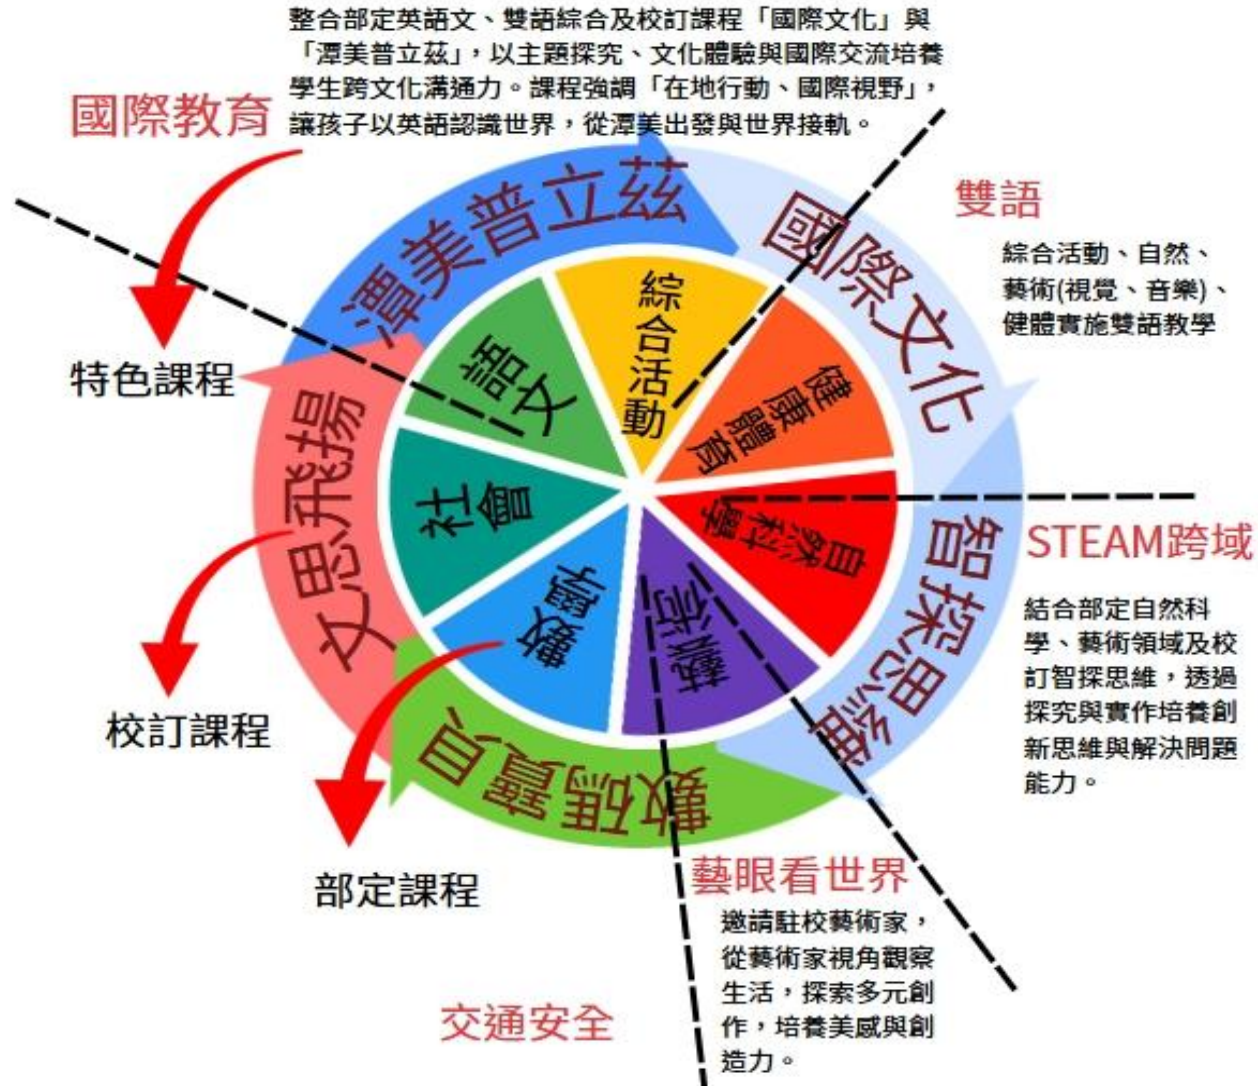 整合部定英語文、雙語綜合及校訂課程「國際文化」與
「潭美普立茲」，以主題探究、文化體驗與國際交流培養
學生跨文化溝通力。課程強調「在地行動、國際視野」，
讓孩子以英語認識世界，從潭美出發與世界接軌。
國際教育
特色課程
校訂課程
部定課程
潭美普立茲
國際文化
智探思維
數碼寶貝
文思飛揚
語文
綜合活動
健康體育
自然科學
藝術
數學
社會
雙語
綜合活動、自然、
藝術(視覺、音樂)、
健體實施雙語教學
STEAM跨域
結合部定自然科
學、藝術領域及校
訂智探思維，透過
探究與實作培養創
新思維與解決問題
能力。
藝眼看世界
邀請駐校藝術家，
從藝術家視角觀察
生活，探索多元創
作，培養美感與創
造力。
交通安全